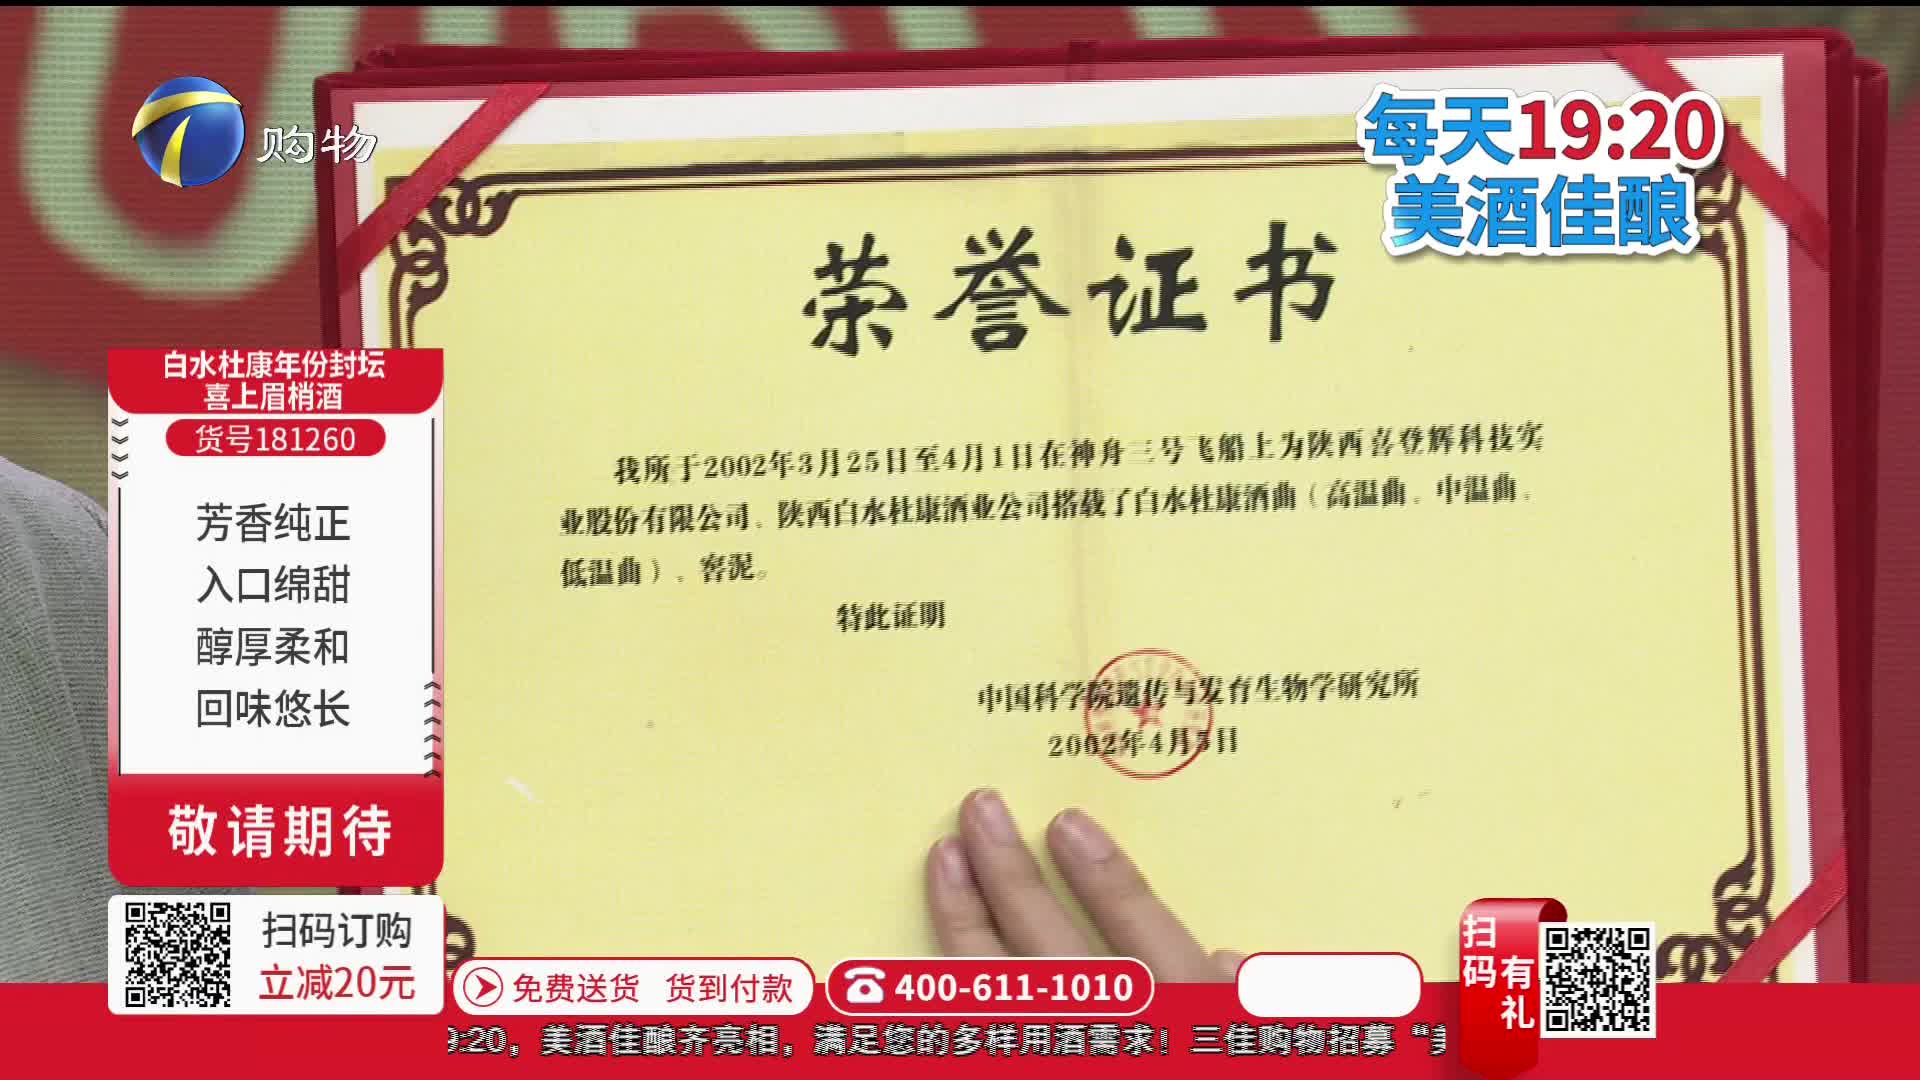 购物
每天19:20
美酒佳酿
荣誉证书
我所于2002年3月25日至4月1日在神舟三号飞船上为陕西喜登辉科技实
业股份有限公司、陕西白水杜康酒业公司搭载了白水杜康酒曲（高温曲、中温曲、
低温曲）、窖泥。
特此证明
中国科学院遗传与发育生物学研究所
2002年4月3日
白水杜康年份封坛
喜上眉梢酒
货号181260
芳香纯正
入口绵甜
醇厚柔和
回味悠长
敬请期待
扫码订购
立减20元
免费送货 货到付款
400-611-1010
扫码有礼
9:20，美酒佳酿齐亮相，满足您的多样用酒需求！三佳购物招募“